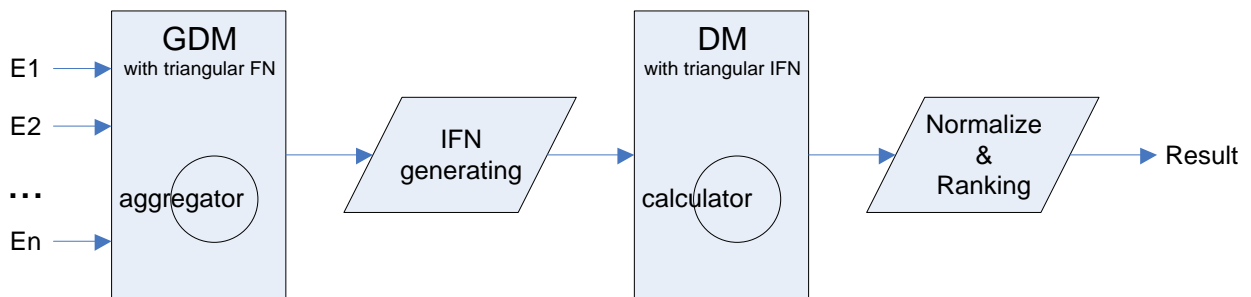 E1
E2
...
En
GDM
with triangular FN
aggregator
IFN
generating
DM
with triangular IFN
calculator
Normalize
&
Ranking
Result